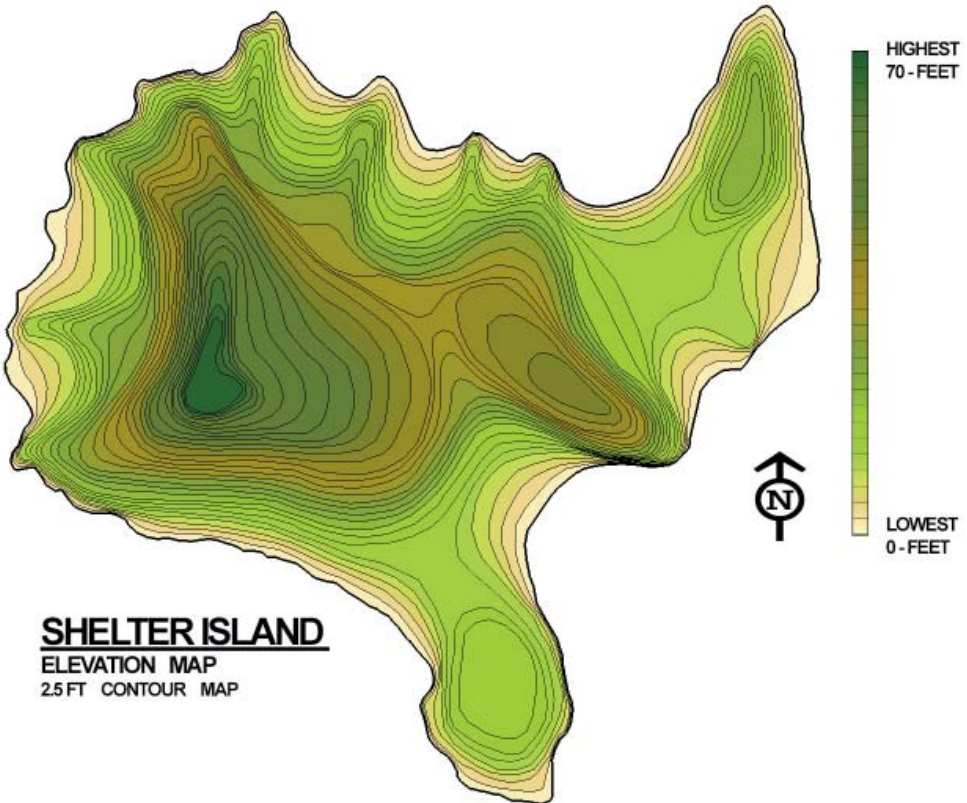 HIGHEST
70 - FEET
N
LOWEST
0 - FEET
SHELTER ISLAND
ELEVATION MAP
2.5 FT CONTOUR MAP